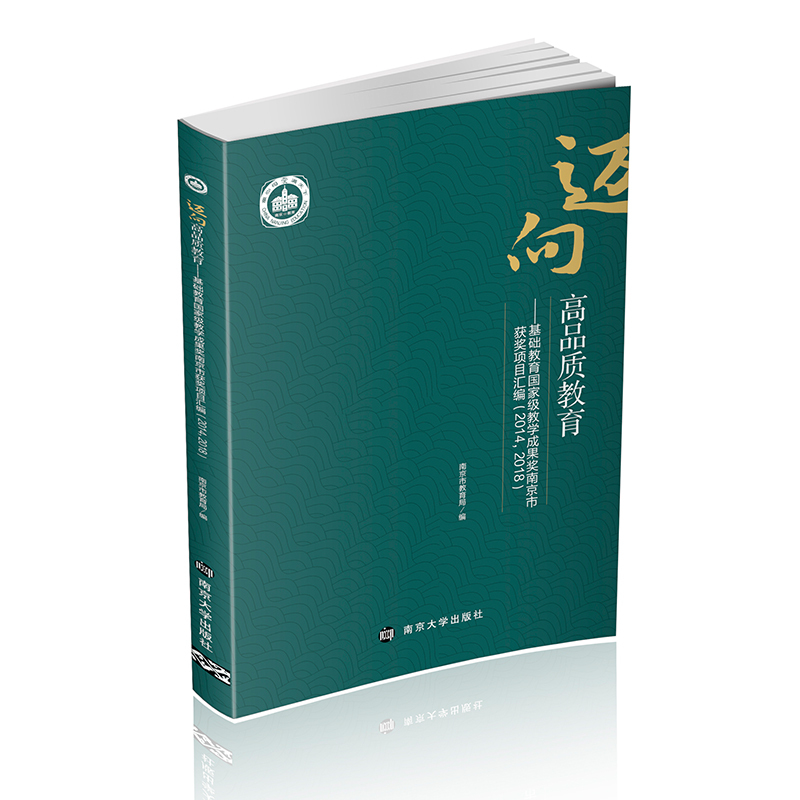 迈向
高品质教育
——基础教育国家级教学成果奖南京市
获奖项目汇编(2014,2018)
南京市教育局/编
南京大学出版社
迈向高品质教育——基础教育国家级教学成果奖南京市获奖项目汇编(2014,2018)
南京市教育局/编
南京大学出版社